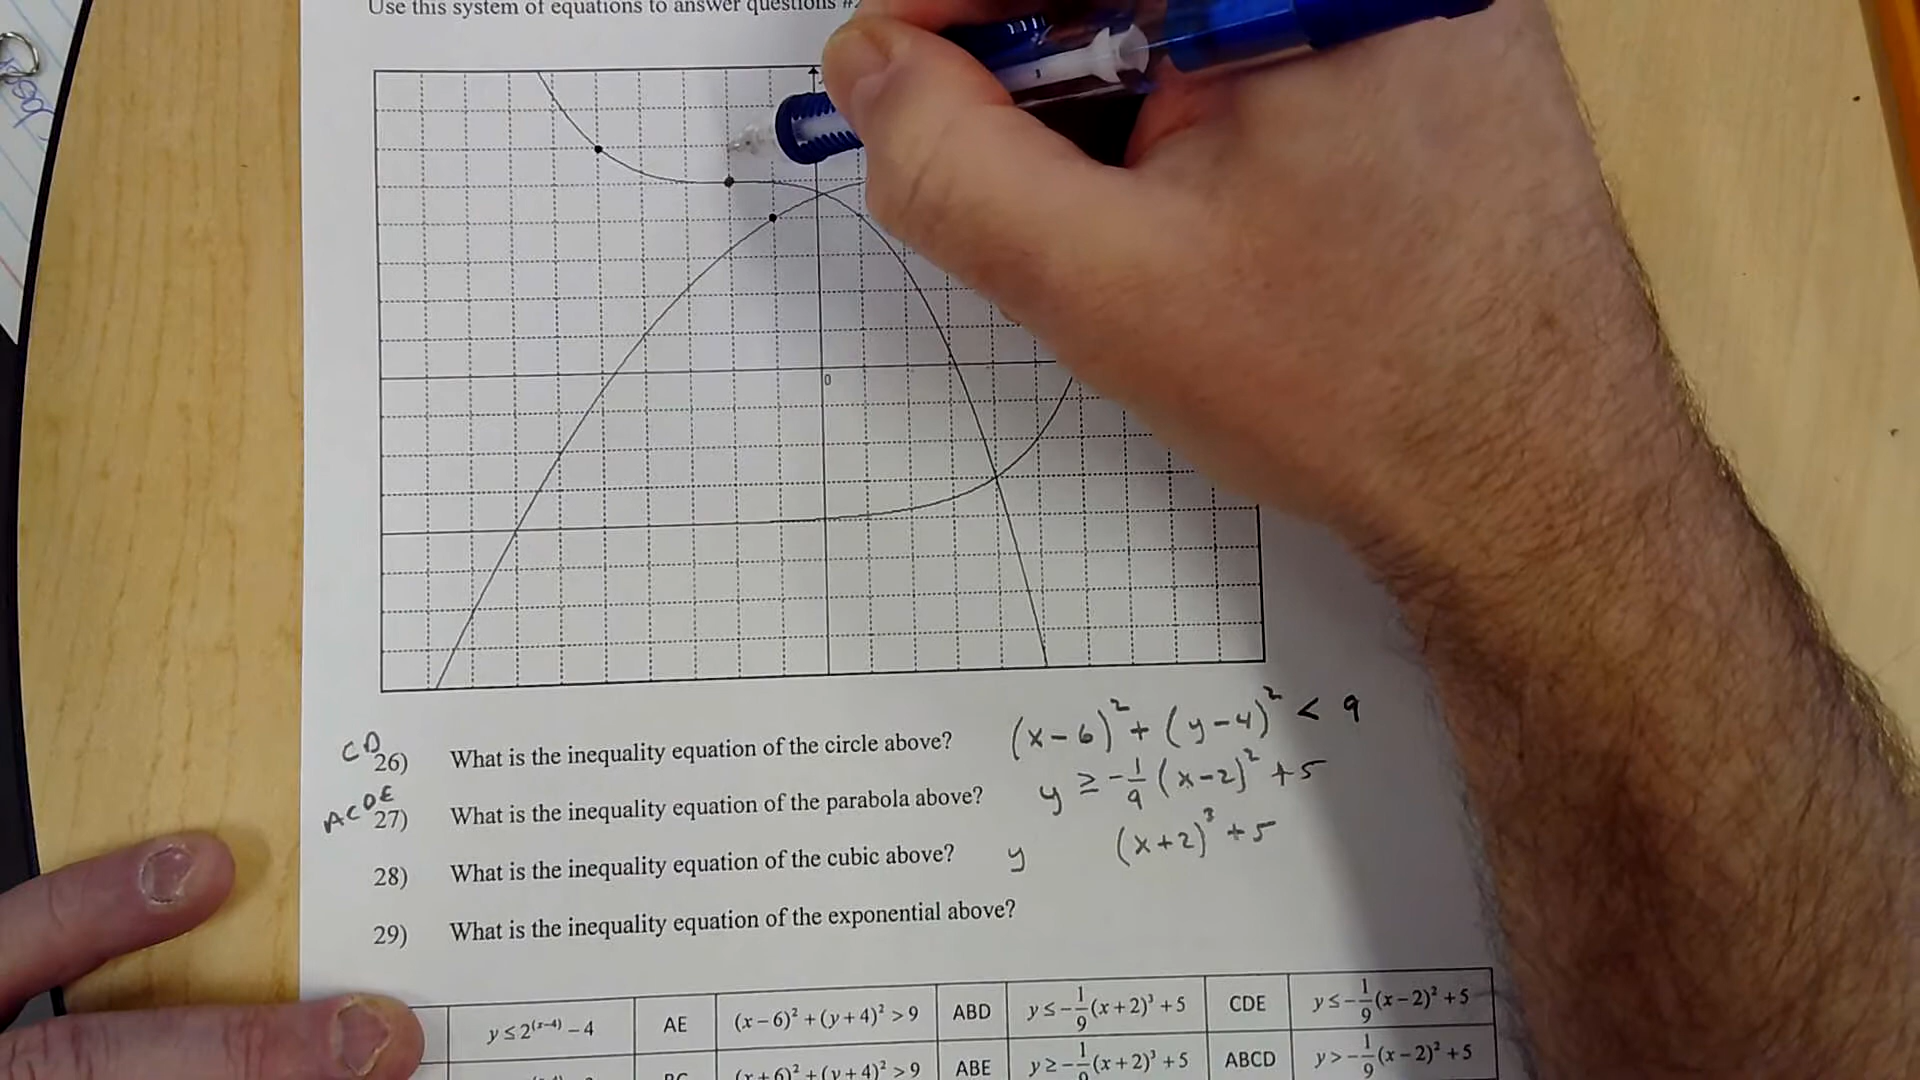 Use this system of equations to answer questions #
0
CD
26) What is the inequality equation of the circle above? (x-6)² + (y-4)² < 9
ACDE
27) What is the inequality equation of the parabola above? y ≥ -1/9 (x-2)² + 5
28) What is the inequality equation of the cubic above? y (x+2)³ + 5
29) What is the inequality equation of the exponential above?
y ≤ 2^(x-4) - 4 AE (x-6)² + (y+4)² > 9 ABD y ≤ -1/9 (x+2)³ + 5 CDE y ≤ -1/9 (x-2)² + 5
(x+6)² + (y+4)² > 9 ABE y ≥ -1/9 (x+2)³ + 5 ABCD y > -1/9 (x-2)² + 5